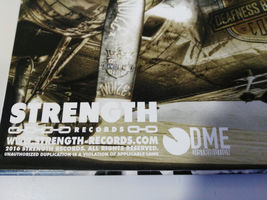 DEAFNESS B
STRENGTH
RECORDS
WWW.STRENGTH-RECORDS.COM
2016 STRENGTH RECORDS. ALL RIGHTS RESERVED.
UNAUTHORIZED DUPLICATION IS A VIOLATION OF APPLICABLE LAWS
DME